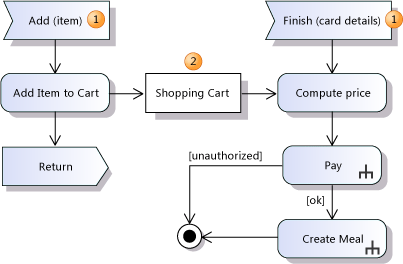 Add (item)
1
Finish (card details)
1
2
Add Item to Cart
Shopping Cart
Compute price
Return
[unauthorized]
Pay
[ok]
Create Meal